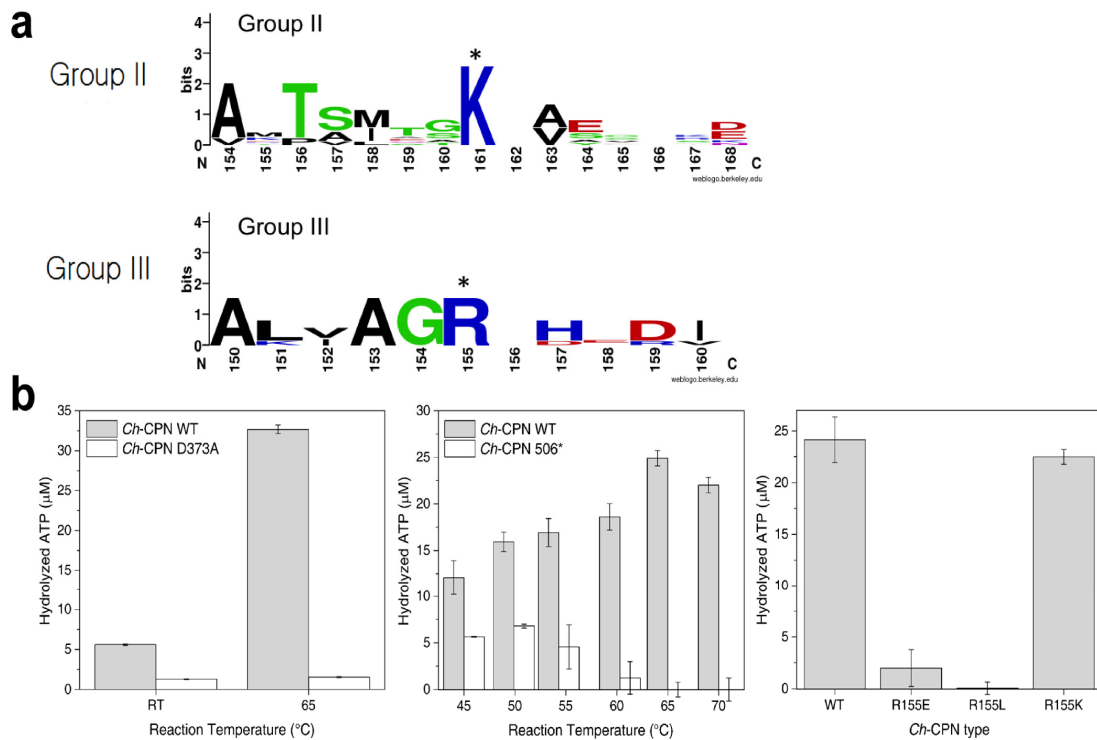 a
Group II
Group II
*
bits
4
3
2
1
0
A T S M T G K A E D
N 154 155 156 157 158 159 160 161 162 163 164 165 166 167 168 C
weblogo.berkeley.edu
Group III
Group III
*
bits
4
3
2
1
0
A L Y A G R H D I
N 150 151 152 153 154 155 156 157 158 159 160 C
weblogo.berkeley.edu
b
Hydrolyzed ATP (μM)
35
30
25
20
15
10
5
0
Ch-CPN WT
Ch-CPN D373A
RT 65
Reaction Temperature (°C)
Hydrolyzed ATP (μM)
30
25
20
15
10
5
0
Ch-CPN WT
Ch-CPN 506*
45 50 55 60 65 70
Reaction Temperature (°C)
Hydrolyzed ATP (μM)
25
20
15
10
5
0
WT R155E R155L R155K
Ch-CPN type